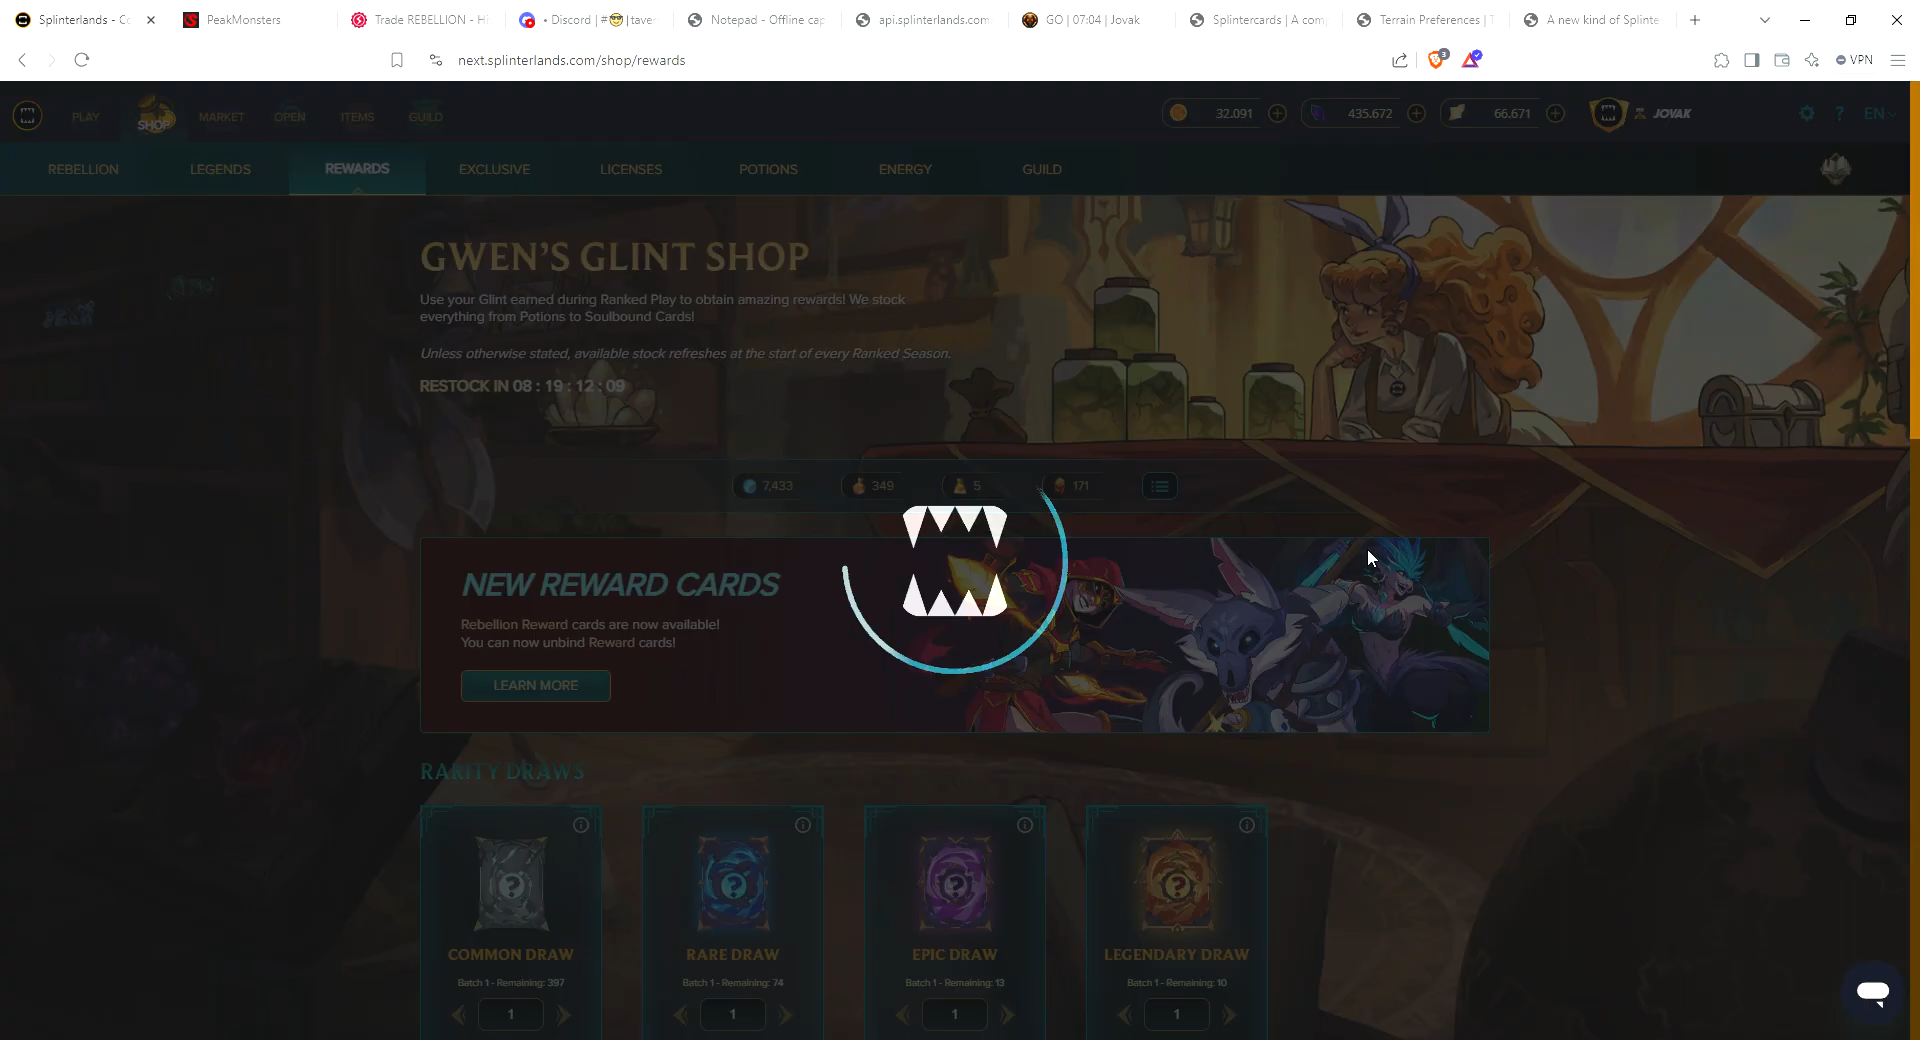 Splinterlands - Co
PeakMonsters
Trade REBELLION - Hi
• Discord | #😎|taver
Notepad - Offline cap
api.splinterlands.com
GO | 07:04 | Jovak
Splintercards | A com
Terrain Preferences | T
A new kind of Splinte
next.splinterlands.com/shop/rewards
3
VPN
PLAY
SHOP
MARKET
OPEN
ITEMS
GUILD
32.091
435.672
66.671
JOVAK
?
EN
REBELLION
LEGENDS
REWARDS
EXCLUSIVE
LICENSES
POTIONS
ENERGY
GUILD
GWEN'S GLINT SHOP
Use your Glint earned during Ranked Play to obtain amazing rewards! We stock
everything from Potions to Soulbound Cards!
Unless otherwise stated, available stock refreshes at the start of every Ranked Season.
RESTOCK IN 08 : 19 : 12 : 09
7,433
349
5
171
NEW REWARD CARDS
Rebellion Reward cards are now available!
You can now unbind Reward cards!
LEARN MORE
RARITY DRAWS
?
?
?
?
COMMON DRAW
RARE DRAW
EPIC DRAW
LEGENDARY DRAW
Batch 1 - Remaining: 397
Batch 1 - Remaining: 74
Batch 1 - Remaining: 13
Batch 1 - Remaining: 10
1
1
1
1